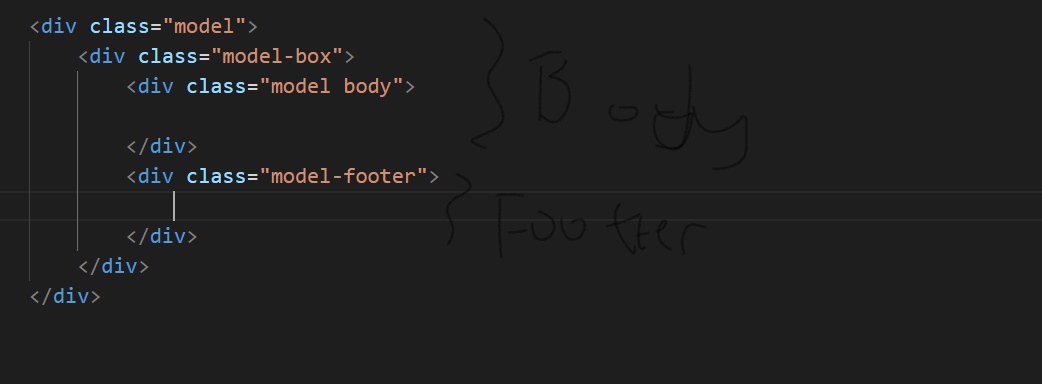 <div class="model">
<div class="model-box">
<div class="model body">
</div>
<div class="model-footer">
</div>
</div>
</div>
Body
Footer